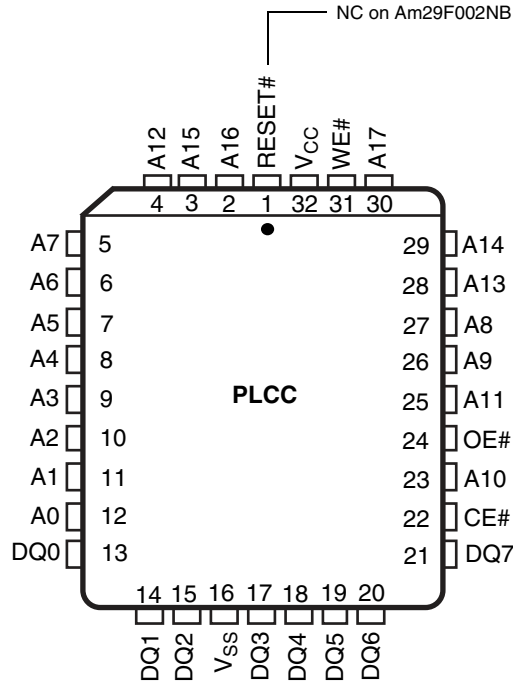 NC on Am29F002NB
A12 A15 A16 RESET# VCC WE# A17
4 3 2 1 32 31 30
A7 5 29 A14
A6 6 28 A13
A5 7 27 A8
A4 8 26 A9
A3 9 PLCC 25 A11
A2 10 24 OE#
A1 11 23 A10
A0 12 22 CE#
DQ0 13 21 DQ7
14 15 16 17 18 19 20
DQ1 DQ2 VSS DQ3 DQ4 DQ5 DQ6